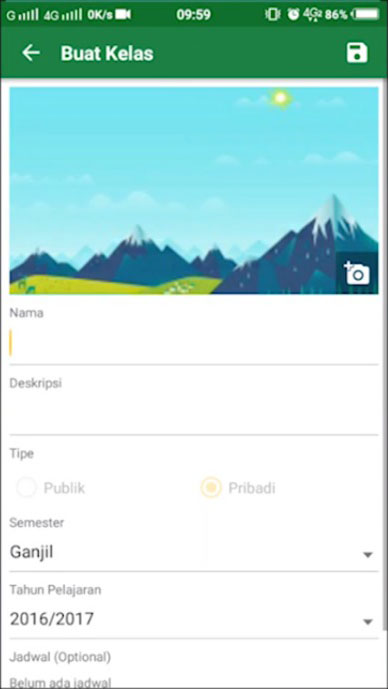 G 4G 0K/s 09:59 4G2 86%
Buat Kelas
Nama
Deskripsi
Tipe
Publik Pribadi
Semester
Ganjil
Tahun Pelajaran
2016/2017
Jadwal (Optional)
Belum ada jadwal